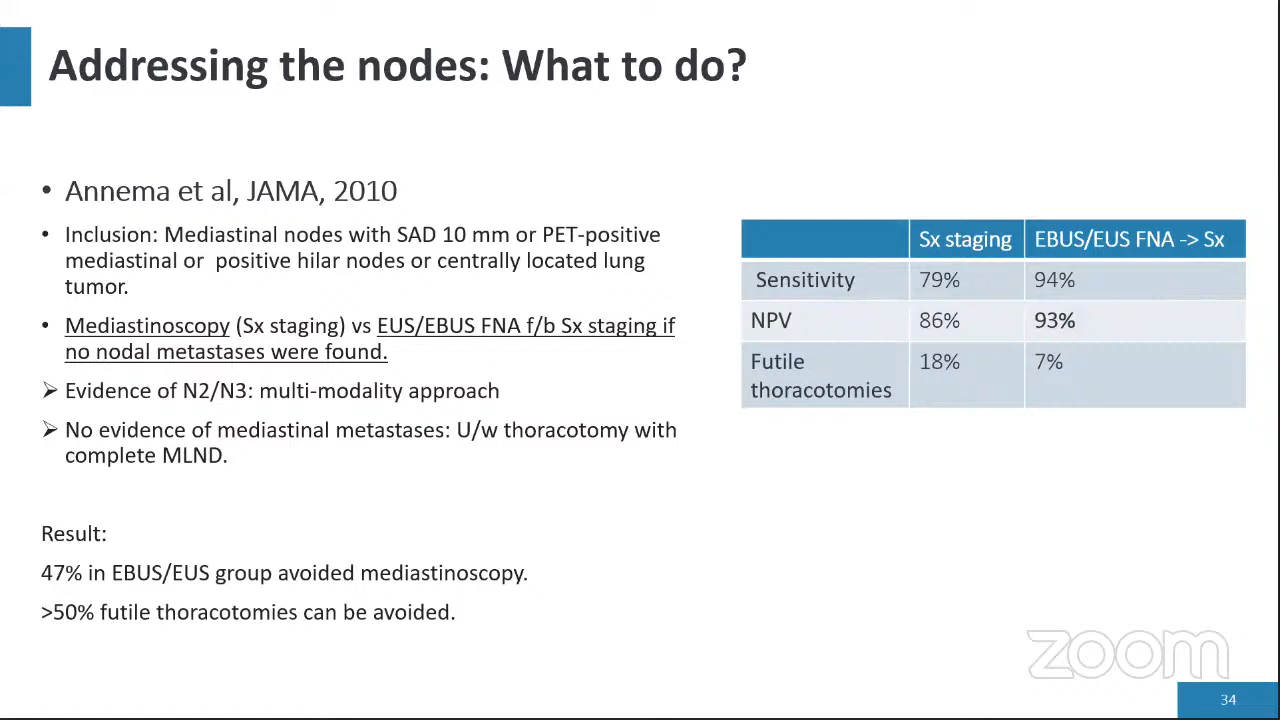 Addressing the nodes: What to do?
• Annema et al, JAMA, 2010
• Inclusion: Mediastinal nodes with SAD 10 mm or PET-positive
mediastinal or positive hilar nodes or centrally located lung
tumor.
• Mediastinoscopy (Sx staging) vs EUS/EBUS FNA f/b Sx staging if
no nodal metastases were found.
➢ Evidence of N2/N3: multi-modality approach
➢ No evidence of mediastinal metastases: U/w thoracotomy with
complete MLND.
Result:
47% in EBUS/EUS group avoided mediastinoscopy.
>50% futile thoracotomies can be avoided.
Sx staging EBUS/EUS FNA -> Sx
Sensitivity 79% 94%
NPV 86% 93%
Futile 18% 7%
thoracotomies
zoom
34